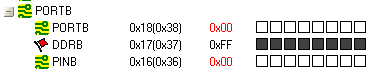 PORTB
PORTB 0x18(0x38) 0x00
DDRB 0x17(0x37) 0xFF
PINB 0x16(0x36) 0x00